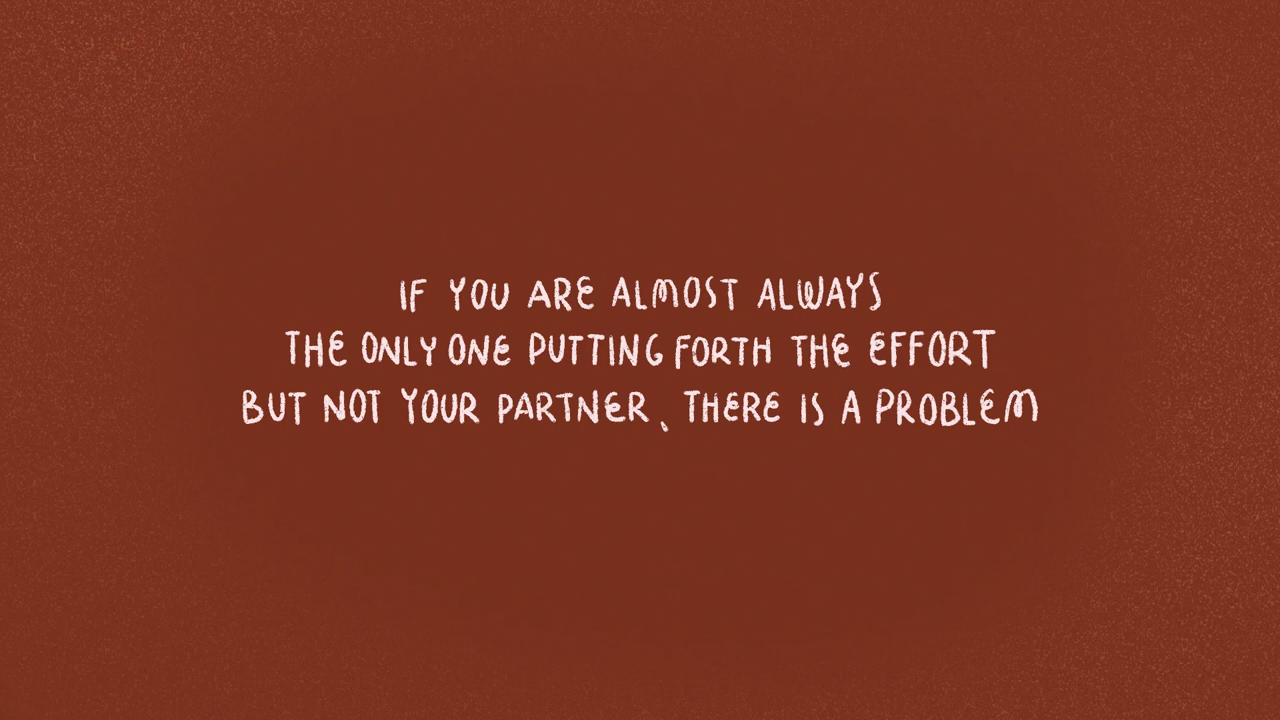 IF YOU ARE ALMOST ALWAYS
THE ONLY ONE PUTTING FORTH THE EFFORT
BUT NOT YOUR PARTNER, THERE IS A PROBLEM